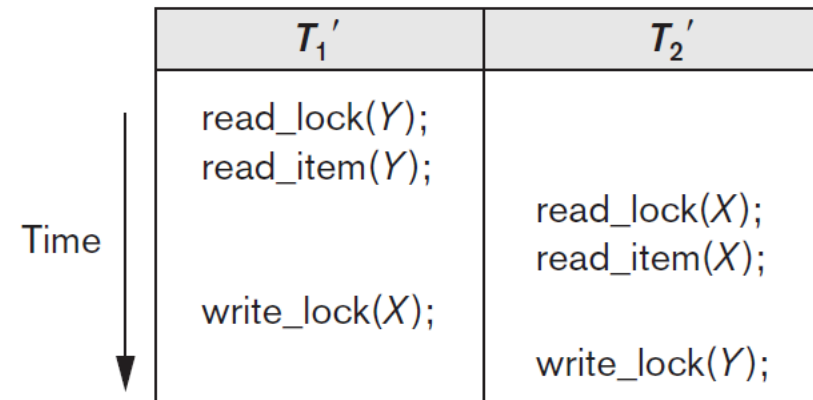 T₁′ T₂′
read_lock(Y);
read_item(Y);
read_lock(X);
Time
read_item(X);
write_lock(X);
write_lock(Y);